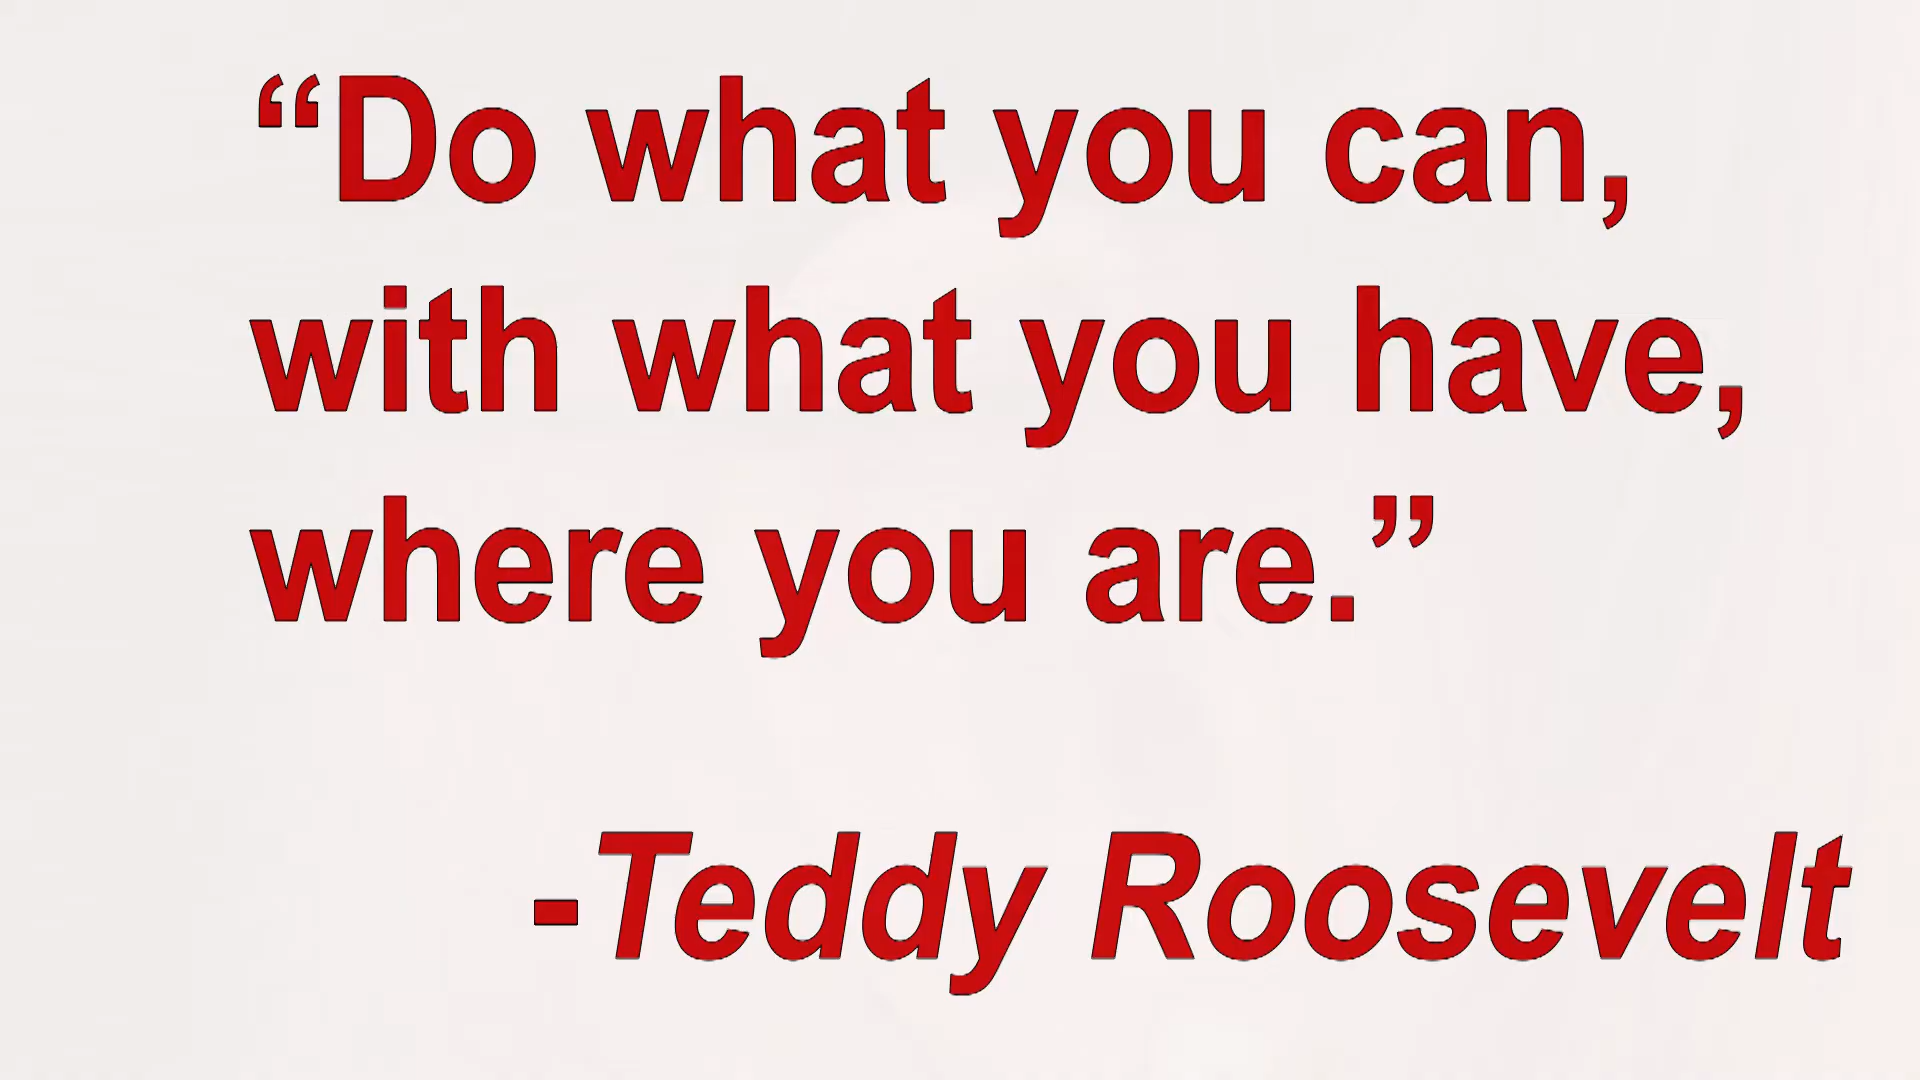 “Do what you can,
with what you have,
where you are.”
-Teddy Roosevelt